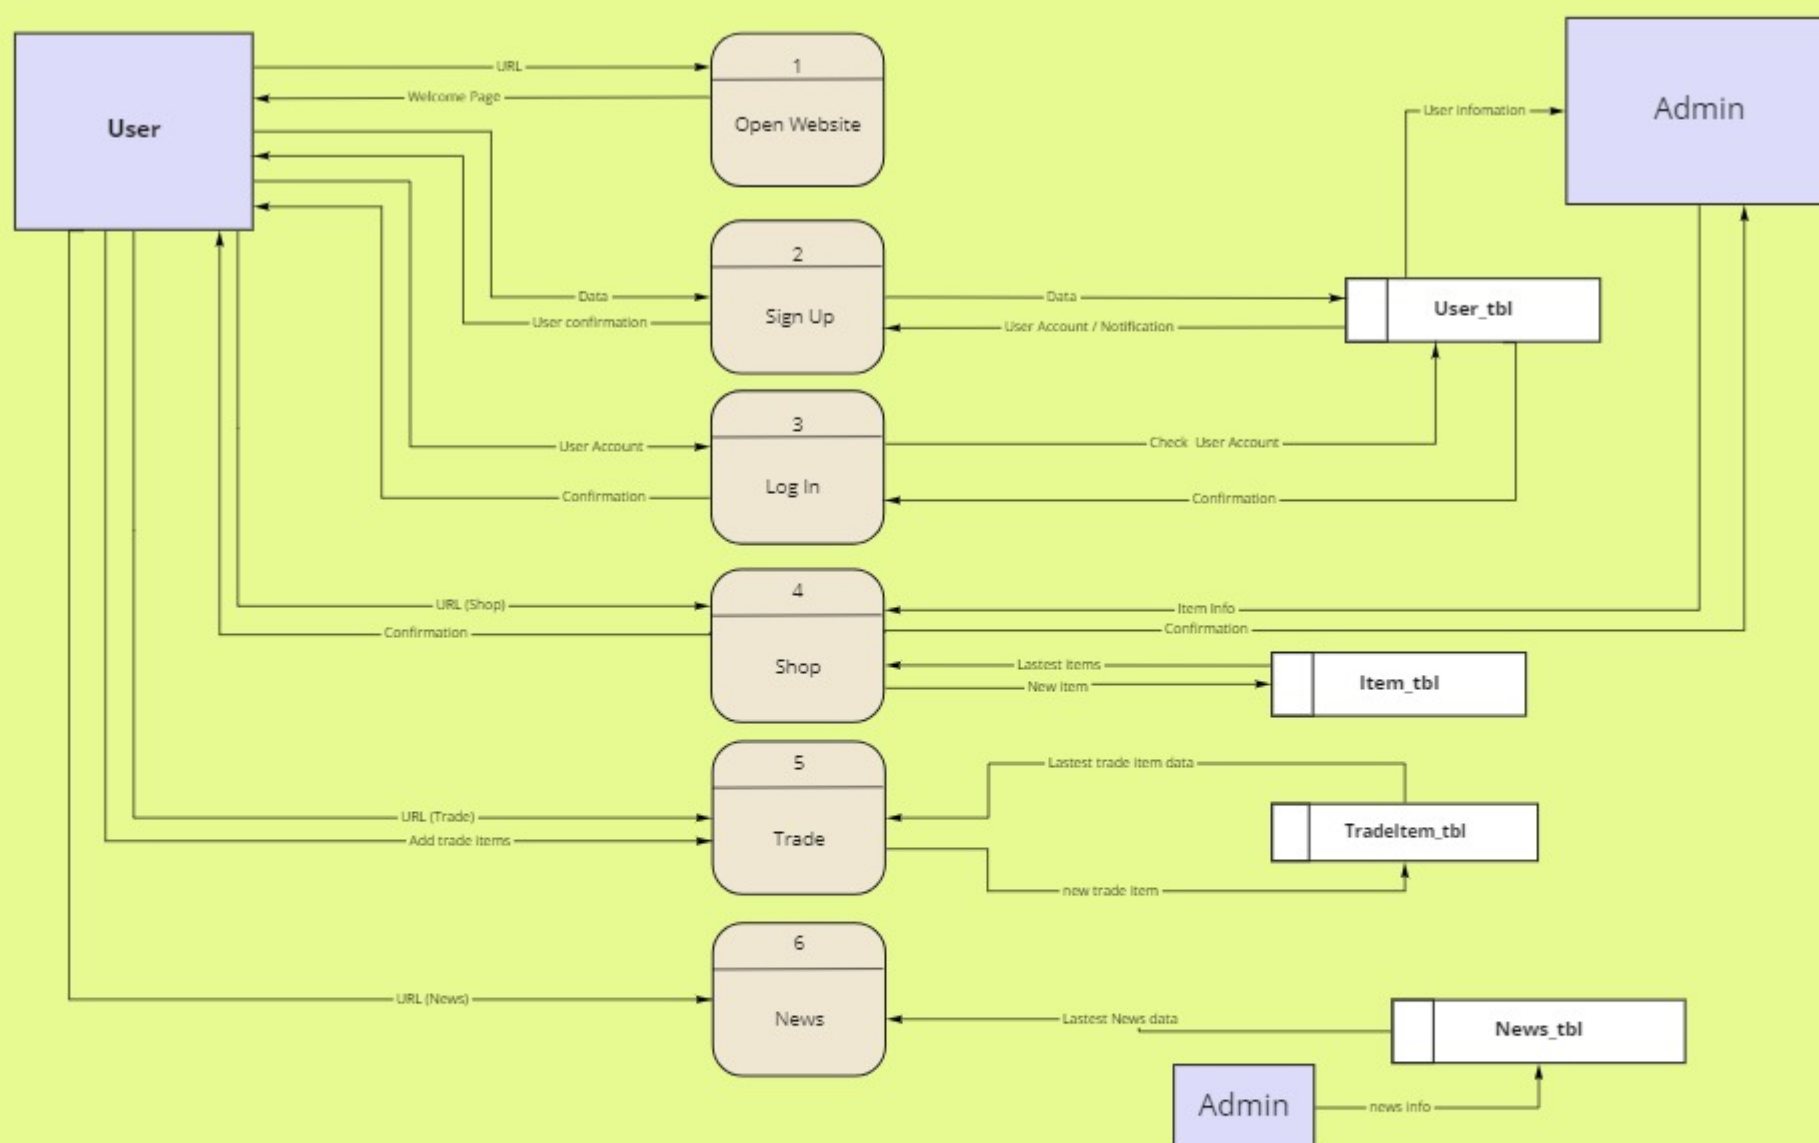 User
URL
Welcome Page
1
Open Website
Admin
User infomation
2
Sign Up
Data
User confirmation
Data
User Account / Notification
User_tbl
3
Log In
User Account
Confirmation
Check User Account
Confirmation
4
Shop
URL (Shop)
Confirmation
Item Info
Confirmation
Lastest items
New item
Item_tbl
5
Trade
URL (Trade)
Add trade items
Lastest trade item data
new trade item
TradeItem_tbl
6
News
URL (News)
Lastest News data
News_tbl
Admin
news info